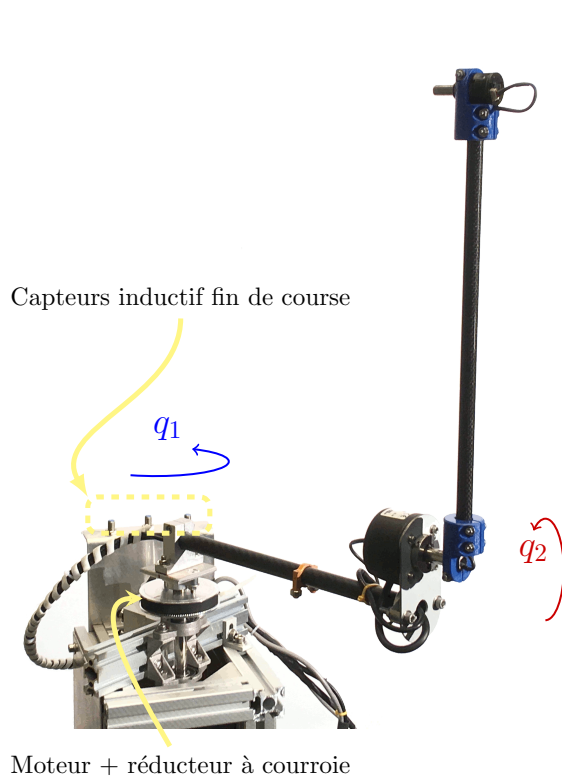 Capteurs inductif fin de course
q1
q2
Moteur + réducteur à courroie